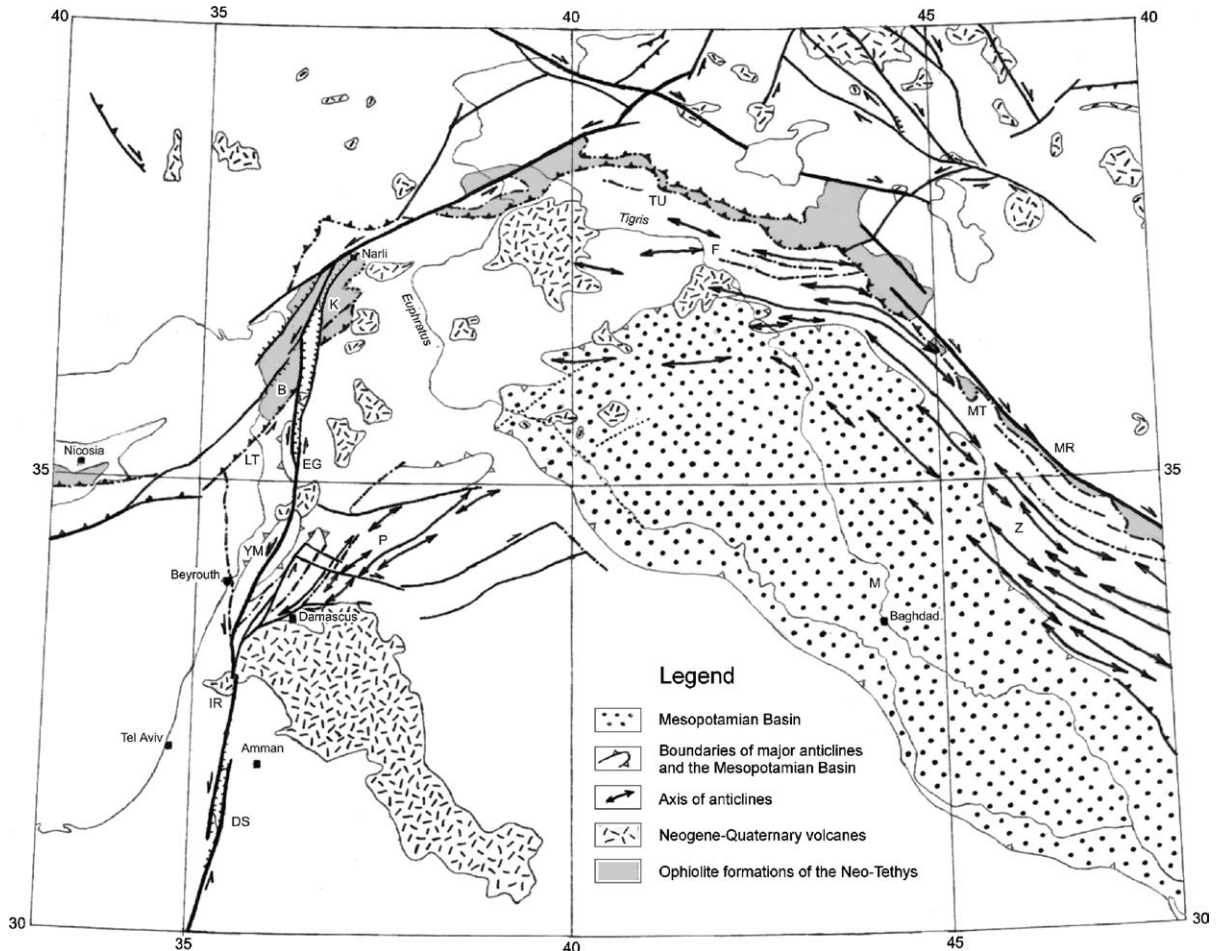 40
35
40
45
40
TU
Tigris
F
Narli
K
Euphratus
B
MT
Nicosia
LT
EG
MR
35
35
P
Z
YM
Beyrouth
M
Damascus
Baghdad
IR
Legend
Mesopotamian Basin
Tel Aviv
Amman
Boundaries of major anticlines
and the Mesopotamian Basin
Axis of anticlines
DS
Neogene-Quaternary volcanes
Ophiolite formations of the Neo-Tethys
30
30
35
40
45